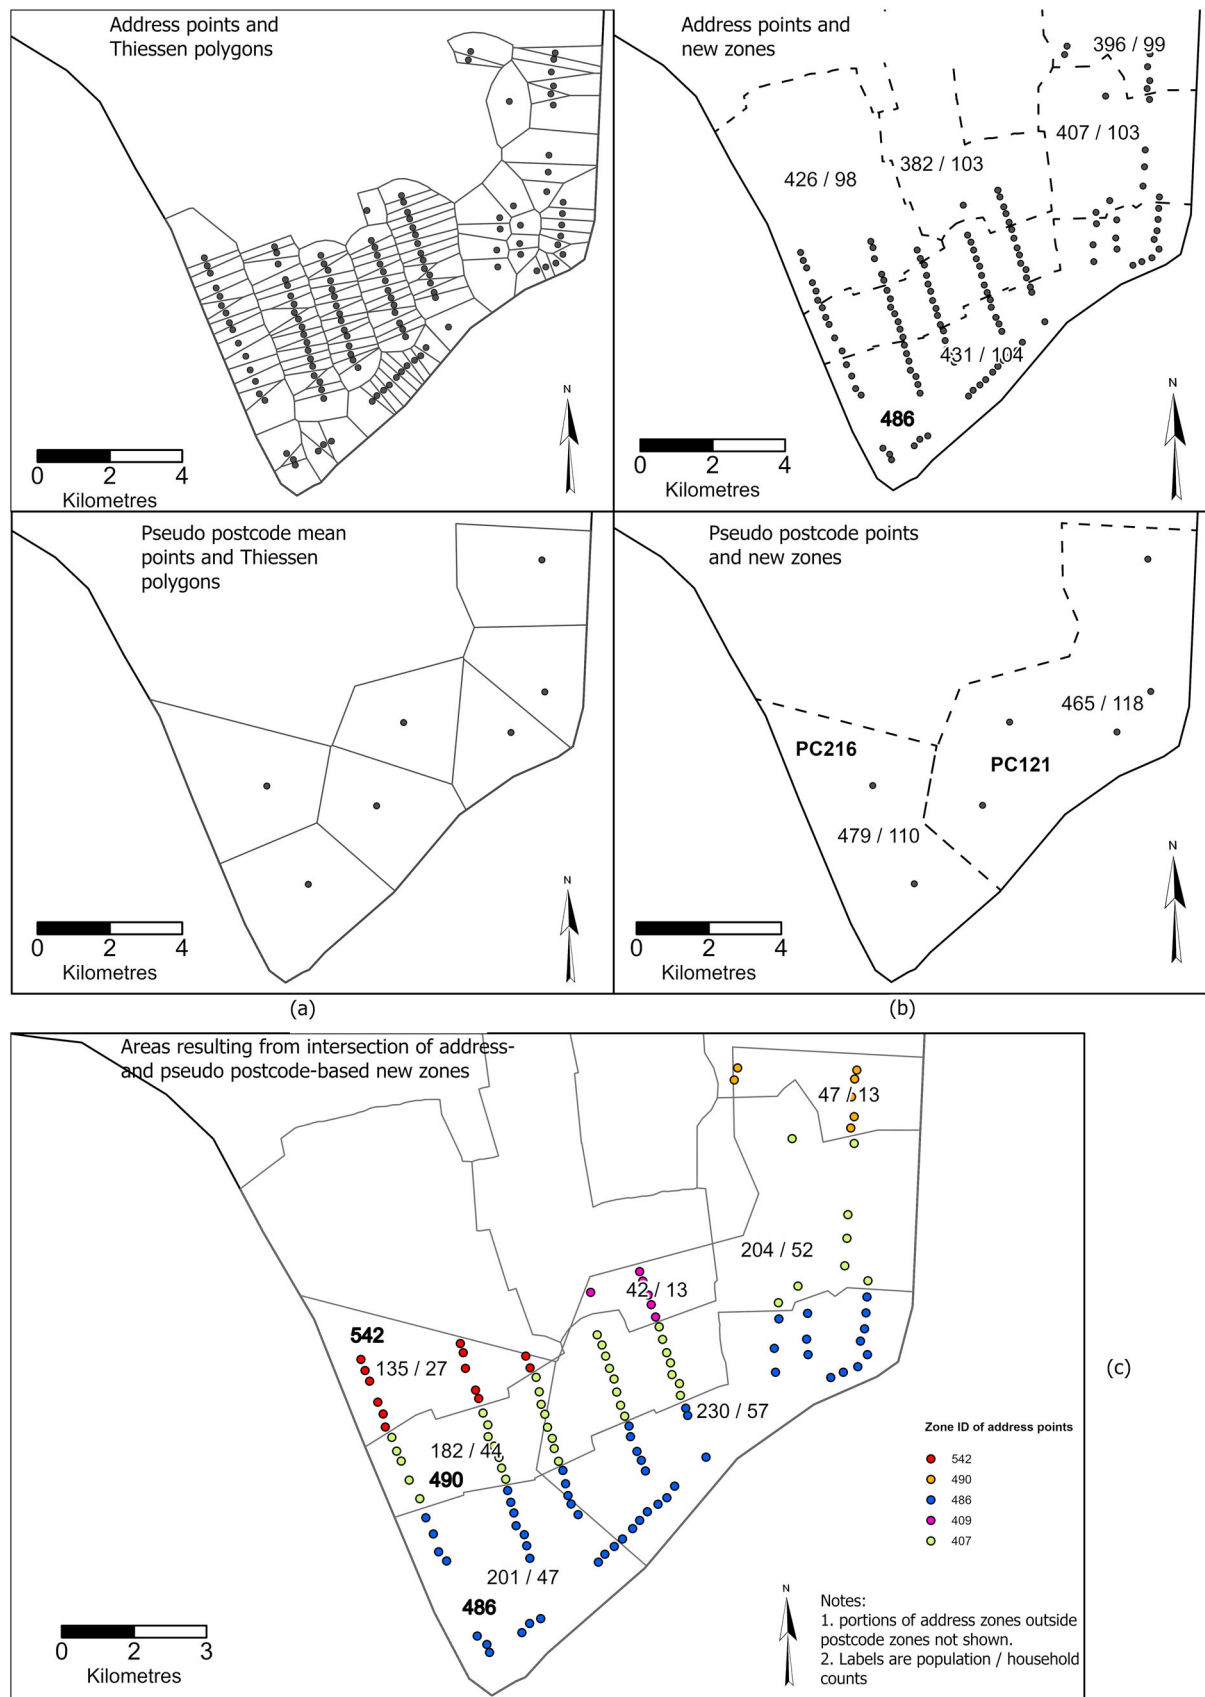 Address points and
Thiessen polygons
N
0 2 4
Kilometres
Address points and
new zones
396 / 99
407 / 103
382 / 103
426 / 98
431 / 104
486
N
0 2 4
Kilometres
Pseudo postcode mean
points and Thiessen
polygons
N
0 2 4
Kilometres
(a)
Pseudo postcode points
and new zones
465 / 118
PC216
PC121
479 / 110
N
0 2 4
Kilometres
(b)
Areas resulting from intersection of address-
and pseudo postcode-based new zones
47 / 13
204 / 52
42 / 13
542
135 / 27
230 / 57
182 / 44
490
201 / 47
486
(c)
Zone ID of address points
542
490
486
409
407
0 2 3
Kilometres
N
Notes:
1. portions of address zones outside
postcode zones not shown.
2. Labels are population / household
counts